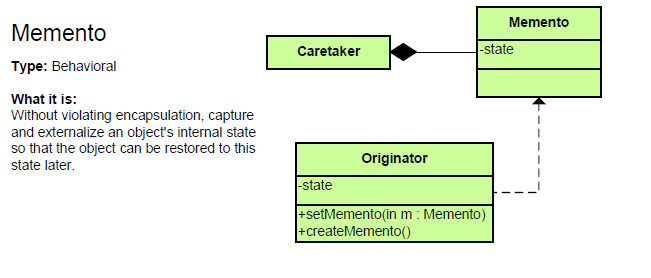 Memento
Type: Behavioral
What it is:
Without violating encapsulation, capture
and externalize an object's internal state
so that the object can be restored to this
state later.
Caretaker
Memento
-state
Originator
-state
+setMemento(in m : Memento)
+createMemento()